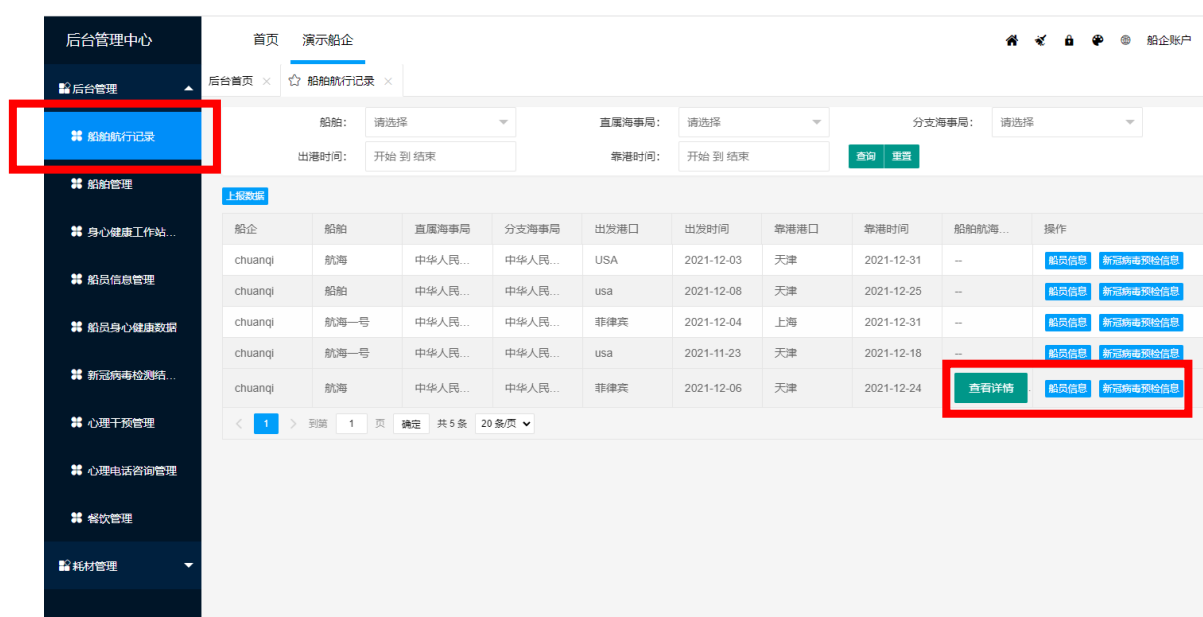 后台管理中心 首页 演示船企 船企账户
后台管理 后台首页 船舶航行记录
船舶航行记录 船舶: 请选择 直属海事局: 请选择 分支海事局: 请选择
出港时间: 开始 到 结束 靠港时间: 开始 到 结束 查询 重置
船舶管理
上报数据
身心健康工作站... 船企 船舶 直属海事局 分支海事局 出发港口 出发时间 靠港港口 靠港时间 船舶航海... 操作
chuanqi 航海 中华人民... 中华人民... USA 2021-12-03 天津 2021-12-31 -- 船员信息 新冠病毒预检信息
船员信息管理 chuanqi 船舶 中华人民... 中华人民... usa 2021-12-08 天津 2021-12-25 -- 船员信息 新冠病毒预检信息
船员身心健康数据 chuanqi 航海一号 中华人民... 中华人民... 菲律宾 2021-12-04 上海 2021-12-31 -- 船员信息 新冠病毒预检信息
chuanqi 航海一号 中华人民... 中华人民... usa 2021-11-23 天津 2021-12-18 -- 船员信息 新冠病毒预检信息
新冠病毒检测结... chuanqi 航海 中华人民... 中华人民... 菲律宾 2021-12-06 天津 2021-12-24 查看详情 船员信息 新冠病毒预检信息
心理干预管理 1 到第 1 页 确定 共 5 条 20 条/页
心理电话咨询管理
餐饮管理
耗材管理